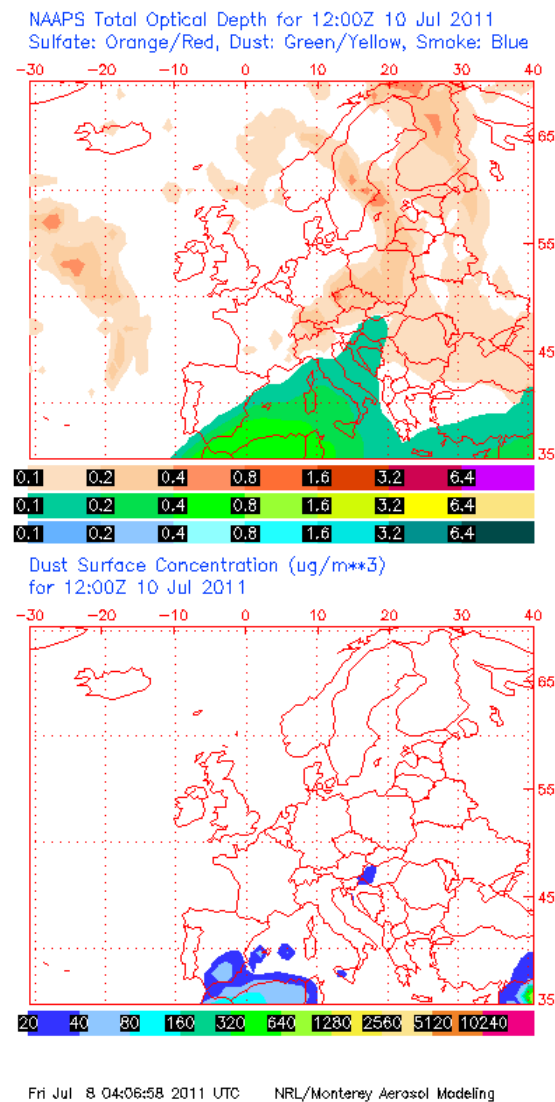 NAAPS Total Optical Depth for 12:00Z 10 Jul 2011
Sulfate: Orange/Red, Dust: Green/Yellow, Smoke: Blue
-30 -20 -10 0 10 20 30 40
65
55
45
35
0.1 0.2 0.4 0.8 1.6 3.2 6.4
0.1 0.2 0.4 0.8 1.6 3.2 6.4
0.1 0.2 0.4 0.8 1.6 3.2 6.4
Dust Surface Concentration (ug/m**3)
for 12:00Z 10 Jul 2011
-30 -20 -10 0 10 20 30 40
65
55
45
35
20 40 80 160 320 640 1280 2560 5120 10240
Fri Jul 8 04:06:58 2011 UTC NRL/Monterey Aerosol Modeling